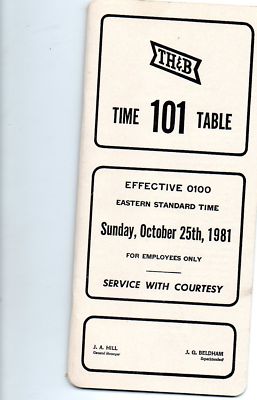 TH&B
TIME 101 TABLE
EFFECTIVE 0100
EASTERN STANDARD TIME
Sunday, October 25th, 1981
FOR EMPLOYEES ONLY
SERVICE WITH COURTESY
J. A. HILL
General Manager
J. G. BELDHAM
Superintendent